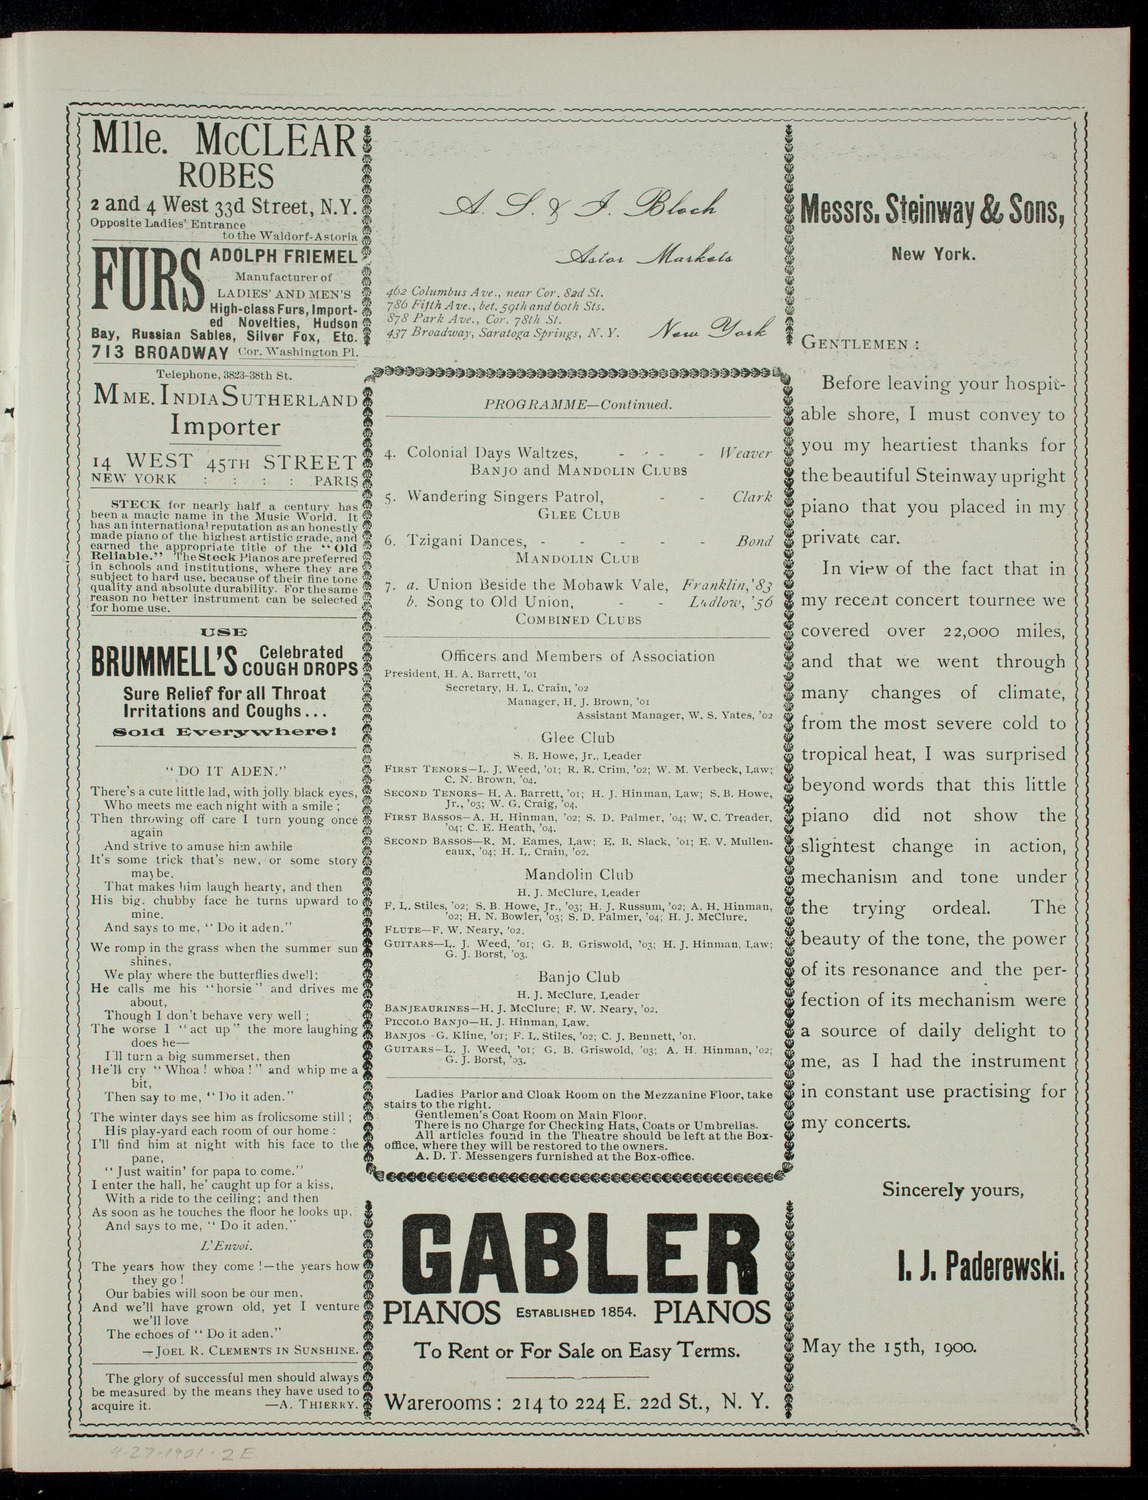 Mlle. McCLEAR
ROBES
2 and 4 West 33d Street, N.Y.
Opposite Ladies' Entrance
to the Waldorf-Astoria
FURS
ADOLPH FRIEMEL
Manufacturer of
LADIES' AND MEN'S
High-class Furs, Import-
ed Novelties, Hudson
Bay, Russian Sables, Silver Fox, Etc.
713 BROADWAY Cor. Washington Pl.
Telephone, 3823-38th St.
MME. INDIA SUTHERLAND
Importer
14 WEST 45TH STREET
NEW YORK : : : : PARIS
STECK for nearly half a century has
been a magic name in the Music World. It
has an international reputation as an honestly
made piano of the highest artistic grade, and
earned the appropriate title of the "Old
Reliable." The Steck Pianos are preferred
in schools and institutions, where they are
subject to hard use, because of their fine tone
quality and absolute durability. For the same
reason no better instrument can be selected
for home use.
USE
BRUMMELL'S Celebrated
COUGH DROPS
Sure Relief for all Throat
Irritations and Coughs...
Sold Everywhere!
"DO IT ADEN."
There's a cute little lad, with jolly black eyes,
Who meets me each night with a smile;
Then throwing off care I turn young once
again
And strive to amuse him awhile
It's some trick that's new, or some story
maybe.
That makes him laugh hearty, and then
His big, chubby face he turns upward to
mine.
And says to me, "Do it aden."
We romp in the grass when the summer sun
shines,
We play where the butterflies dwell;
He calls me his "horsie" and drives me
about,
Though I don't behave very well;
The worse I "act up" the more laughing
does he—
I'll turn a big summerset, then
He'll cry "Whoa! whoa!" and whip me a
bit,
Then say to me, "Do it aden."
The winter days see him as frolicsome still;
His play-yard each room of our home:
I'll find him at night with his face to the
pane,
"Just waitin' for papa to come."
I enter the hall, he' caught up for a kiss,
With a ride to the ceiling; and then
As soon as he touches the floor he looks up.
And says to me, "Do it aden."
L'Envoi.
The years how they come!—the years how
they go!
Our babies will soon be our men,
And we'll have grown old, yet I venture
we'll love
The echoes of "Do it aden."
—JOEL R. CLEMENTS IN SUNSHINE.
The glory of successful men should always
be measured by the means they have used to
acquire it. —A. THIERRY.
A. S. & I. Bloch
Astor Markets
462 Columbus Ave., near Cor. 82d St.
786 Fifth Ave., bet. 59th and 60th Sts.
878 Park Ave., Cor. 78th St.
437 Broadway, Saratoga Springs, N. Y.
New York
PROGRAMME—Continued.
4. Colonial Days Waltzes, - - - - Weaver
BANJO and MANDOLIN CLUBS
5. Wandering Singers Patrol, - - Clark
GLEE CLUB
6. Tzigani Dances, - - - - - Bond
MANDOLIN CLUB
7. a. Union Beside the Mohawk Vale, Franklin, '83
b. Song to Old Union, - - Ludlow, '56
COMBINED CLUBS
Officers and Members of Association
President, H. A. Barrett, '01
Secretary, H. L. Crain, '02
Manager, H. J. Brown, '01
Assistant Manager, W. S. Yates, '02
Glee Club
S. B. Howe, Jr., Leader
FIRST TENORS—L. J. Weed, '01; R. R. Crim, '02; W. M. Verbeck, Law;
C. N. Brown, '04.
SECOND TENORS—H. A. Barrett, '01; H. J. Hinman, Law; S. B. Howe,
Jr., '03; W. G. Craig, '04.
FIRST BASSOS—A. H. Hinman, '02; S. D. Palmer, '04; W. C. Treader,
'04; C. E. Heath, '04.
SECOND BASSOS—R. M. Eames, Law; E. B. Slack, '01; E. V. Mullen-
eaux, '04; H. L. Crain, '02.
Mandolin Club
H. J. McClure, Leader
F. L. Stiles, '02; S. B. Howe, Jr., '03; H. J. Russum, '02; A. H. Hinman,
'02; H. N. Bowler, '03; S. D. Palmer, '04; H. J. McClure.
FLUTE—F. W. Neary, '02.
GUITARS—L. J. Weed, '01; G. B. Griswold, '03; H. J. Hinman, Law;
G. J. Borst, '03.
Banjo Club
H. J. McClure, Leader
BANJEAURINES—H. J. McClure; F. W. Neary, '02.
PICCOLO BANJO—H. J. Hinman, Law.
BANJOS—G. Kline, '01; F. L. Stiles, '02; C. J. Bennett, '01.
GUITARS—L. J. Weed, '01; G. B. Griswold, '03; A. H. Hinman, '02;
G. J. Borst, '03.
Ladies Parlor and Cloak Room on the Mezzanine Floor, take
stairs to the right.
Gentlemen's Coat Room on Main Floor.
There is no Charge for Checking Hats, Coats or Umbrellas.
All articles found in the Theatre should be left at the Box-
office, where they will be restored to the owners.
A. D. T. Messengers furnished at the Box-office.
GABLER
PIANOS ESTABLISHED 1854. PIANOS
To Rent or For Sale on Easy Terms.
Warerooms: 214 to 224 E. 22d St., N. Y.
Messrs. Steinway & Sons,
New York.
GENTLEMEN:
Before leaving your hospit-
able shore, I must convey to
you my heartiest thanks for
the beautiful Steinway upright
piano that you placed in my
private car.
In view of the fact that in
my recent concert tournee we
covered over 22,000 miles,
and that we went through
many changes of climate,
from the most severe cold to
tropical heat, I was surprised
beyond words that this little
piano did not show the
slightest change in action,
mechanism and tone under
the trying ordeal. The
beauty of the tone, the power
of its resonance and the per-
fection of its mechanism were
a source of daily delight to
me, as I had the instrument
in constant use practising for
my concerts.
Sincerely yours,
I. J. Paderewski.
May the 15th, 1900.
4-27-1901-2E